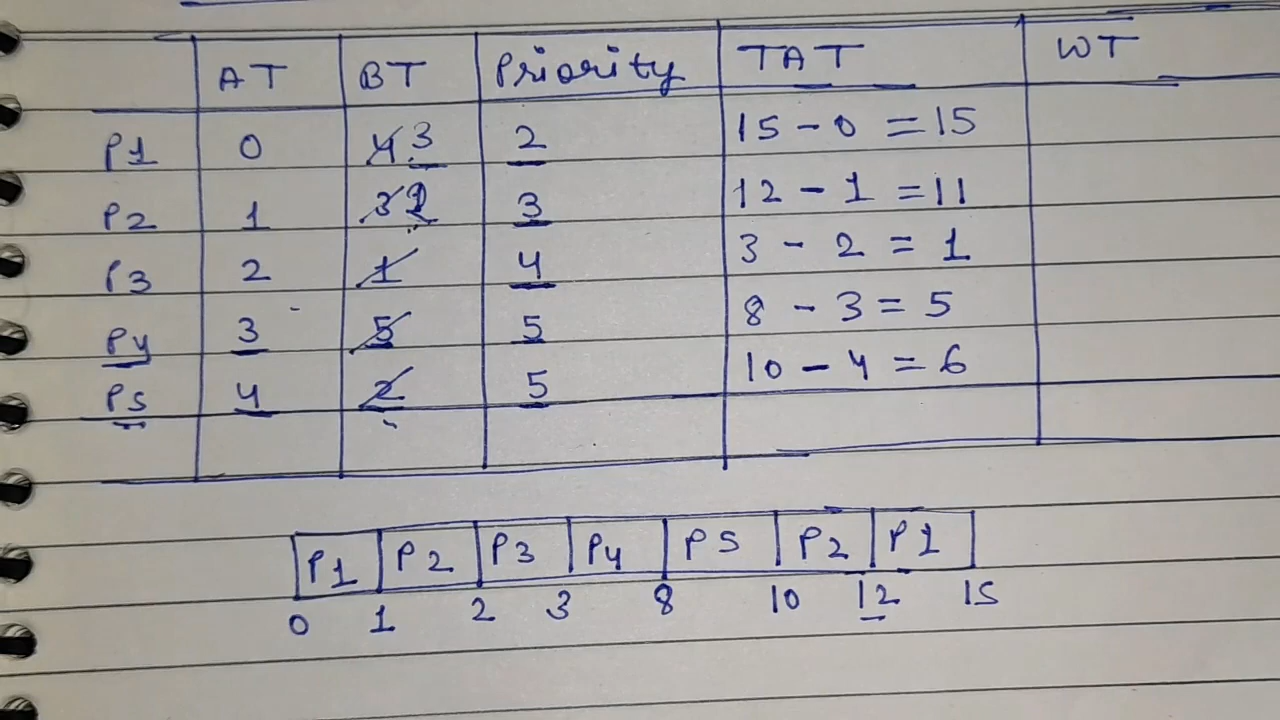 AT BT Priority TAT WT
P1 0 4 3 2 15 - 0 = 15
P2 1 3 2 3 12 - 1 = 11
P3 2 1 4 3 - 2 = 1
P4 3 5 5 8 - 3 = 5
P5 4 2 5 10 - 4 = 6
P1 P2 P3 P4 P5 P2 P1
0 1 2 3 8 10 12 15